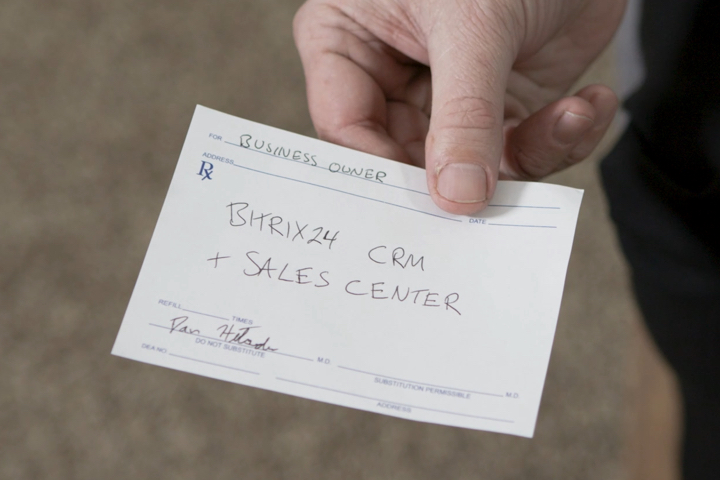 FOR BUSINESS OWNER
ADDRESS
DATE
Rx
BITRIX24 CRM
+ SALES CENTER
REFILL TIMES
DO NOT SUBSTITUTE M.D.
SUBSTITUTION PERMISSIBLE M.D.
DEA NO.
ADDRESS